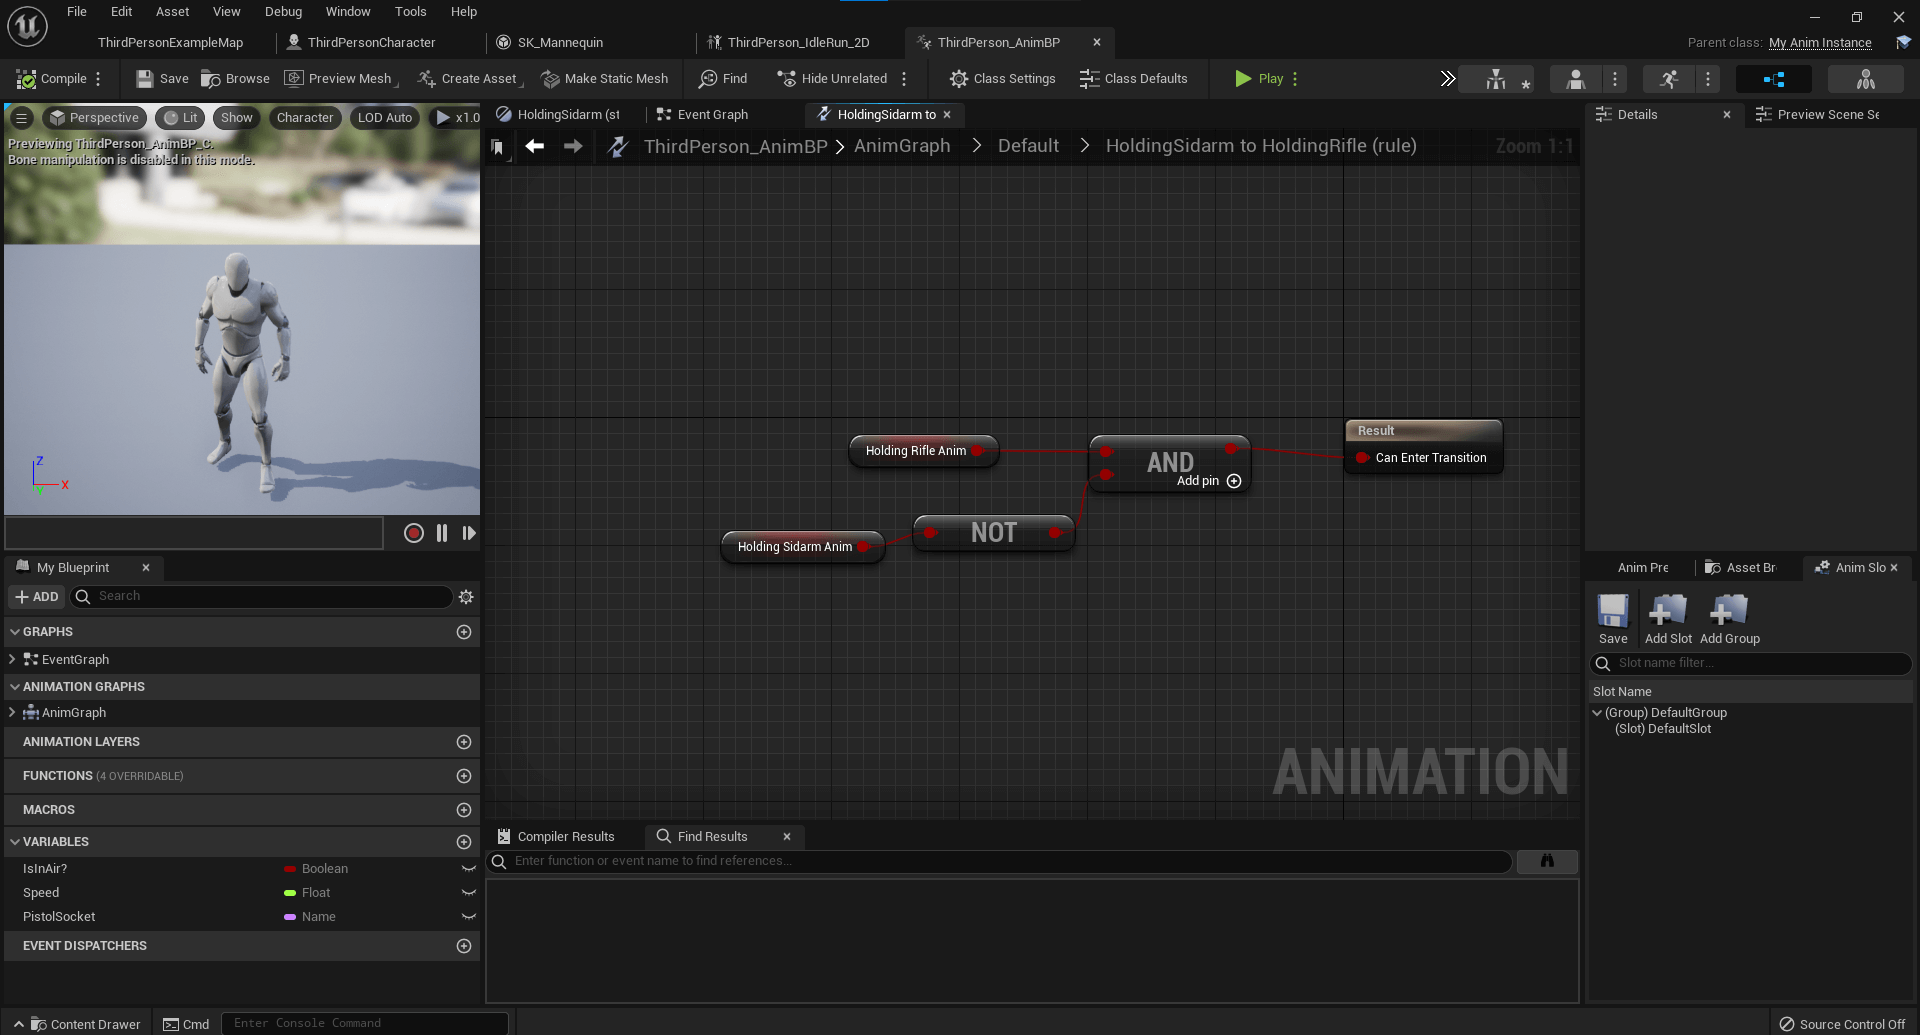 File Edit Asset View Debug Window Tools Help
ThirdPersonExampleMap ThirdPersonCharacter SK_Mannequin ThirdPerson_IdleRun_2D ThirdPerson_AnimBP Parent class: My Anim Instance
Compile Save Browse Preview Mesh Create Asset Make Static Mesh Find Hide Unrelated Class Settings Class Defaults Play
Perspective Lit Show Character LOD Auto x1.0
Previewing ThirdPerson_AnimBP_C.
Bone manipulation is disabled in this mode.
Z
X
Y
HoldingSidarm (st Event Graph HoldingSidarm to
ThirdPerson_AnimBP > AnimGraph > Default > HoldingSidarm to HoldingRifle (rule) Zoom 1:1
Holding Rifle Anim
AND
Add pin
Result
Can Enter Transition
Holding Sidarm Anim
NOT
ANIMATION
My Blueprint
ADD Search
GRAPHS
EventGraph
ANIMATION GRAPHS
AnimGraph
ANIMATION LAYERS
FUNCTIONS (4 OVERRIDABLE)
MACROS
VARIABLES
IsInAir? Boolean
Speed Float
PistolSocket Name
EVENT DISPATCHERS
Compiler Results Find Results
Enter function or event name to find references...
Details Preview Scene Se
Anim Pre Asset Br Anim Slo
Save Add Slot Add Group
Slot name filter...
Slot Name
(Group) DefaultGroup
(Slot) DefaultSlot
Content Drawer Cmd Enter Console Command Source Control Off